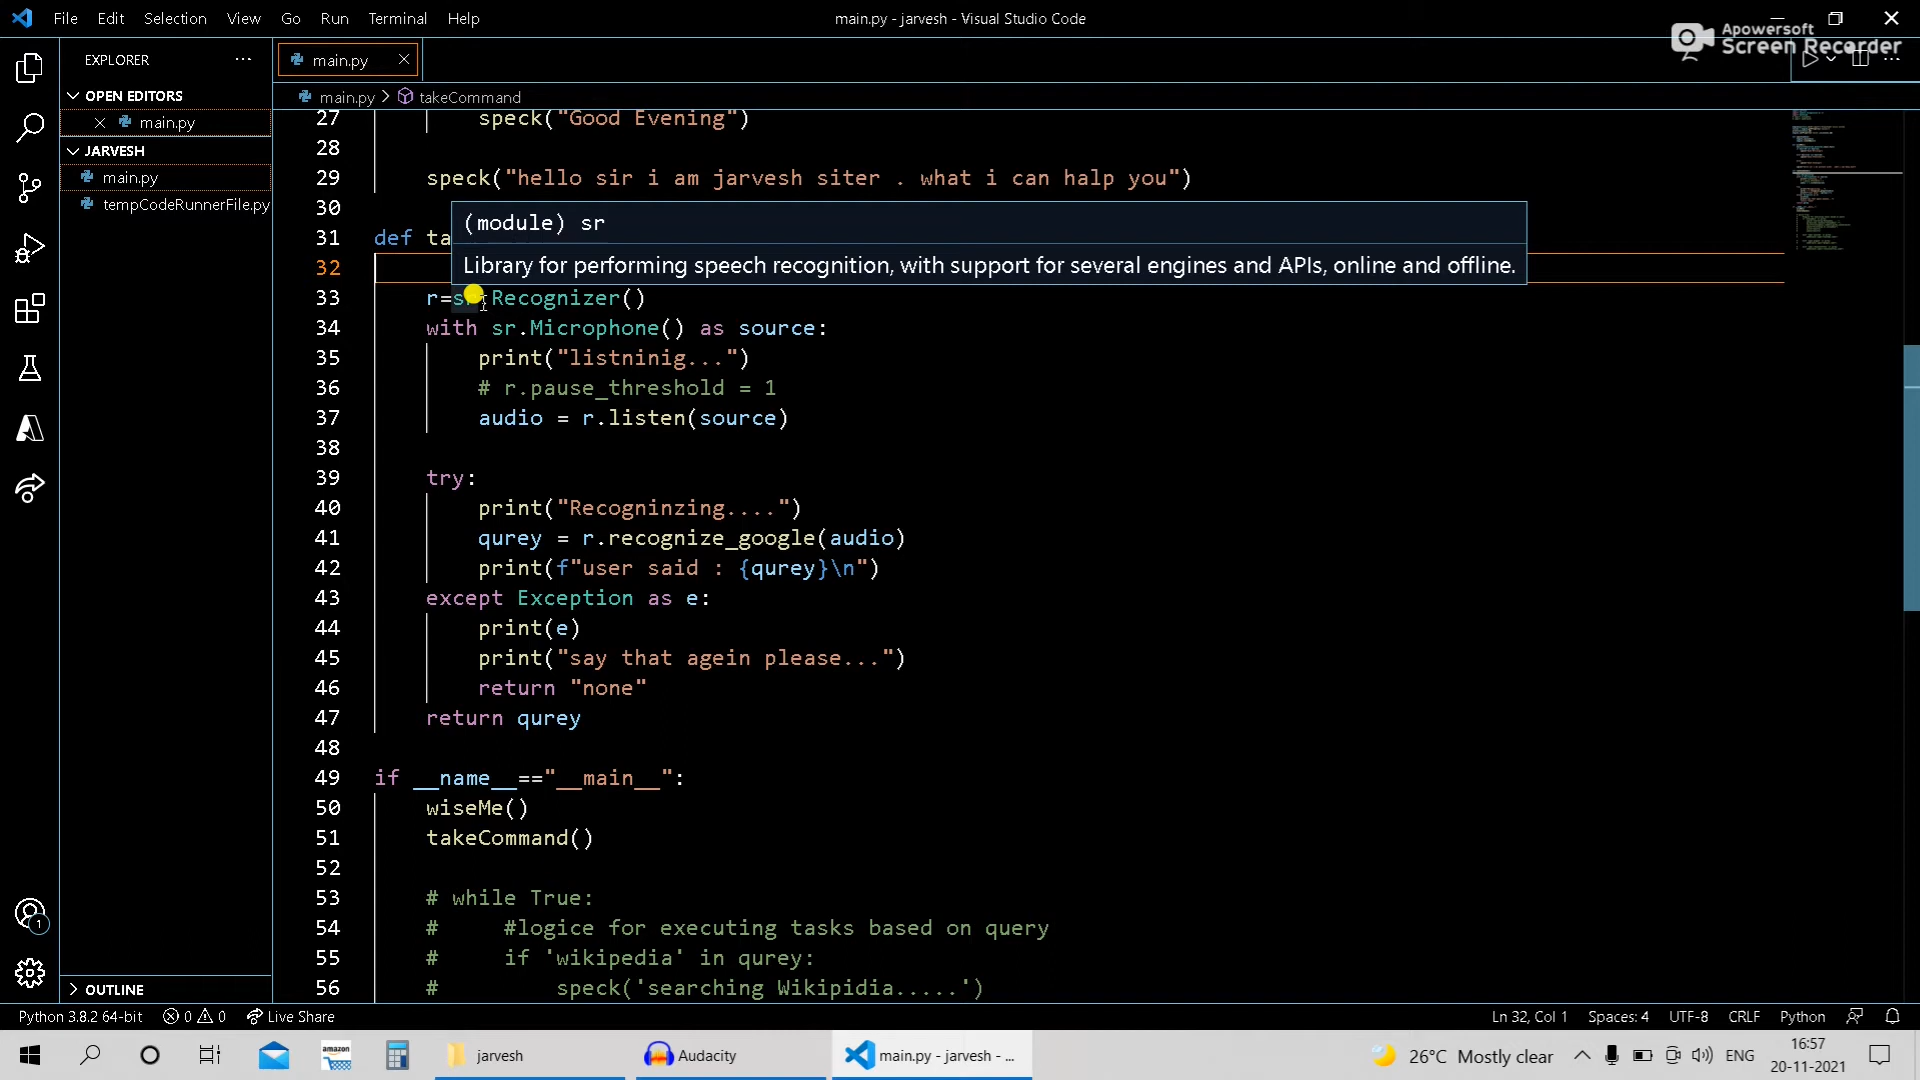 File Edit Selection View Go Run Terminal Help
main.py - jarvesh - Visual Studio Code
Apowersoft
Screen Recorder
EXPLORER
OPEN EDITORS
main.py
JARVESH
main.py
tempCodeRunnerFile.py
OUTLINE
main.py
main.py > takeCommand
27 speck("Good Evening")
28
29 speck("hello sir i am jarvesh siter . what i can halp you")
30
(module) sr
Library for performing speech recognition, with support for several engines and APIs, online and offline.
31 def ta
32
33 r=sr.Recognizer()
34 with sr.Microphone() as source:
35 print("listninig...")
36 # r.pause_threshold = 1
37 audio = r.listen(source)
38
39 try:
40 print("Recogninzing....")
41 qurey = r.recognize_google(audio)
42 print(f"user said : {qurey}\n")
43 except Exception as e:
44 print(e)
45 print("say that agein please...")
46 return "none"
47 return qurey
48
49 if __name__=="__main__":
50 wiseMe()
51 takeCommand()
52
53 # while True:
54 # #logice for executing tasks based on query
55 # if 'wikipedia' in qurey:
56 # speck('searching Wikipidia.....')
1
Python 3.8.2 64-bit 0 0 Live Share
Ln 32, Col 1 Spaces: 4 UTF-8 CRLF Python
amazon
jarvesh
Audacity
main.py - jarvesh - ...
26°C Mostly clear
ENG
16:57
20-11-2021